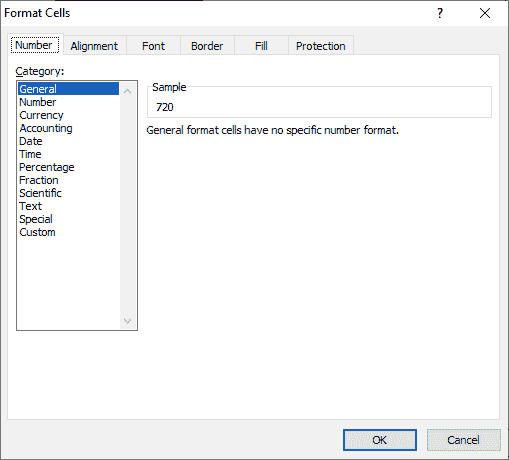 Format Cells
?
Number Alignment Font Border Fill Protection
Category:
General
Number
Currency
Accounting
Date
Time
Percentage
Fraction
Scientific
Text
Special
Custom
Sample
720
General format cells have no specific number format.
OK Cancel